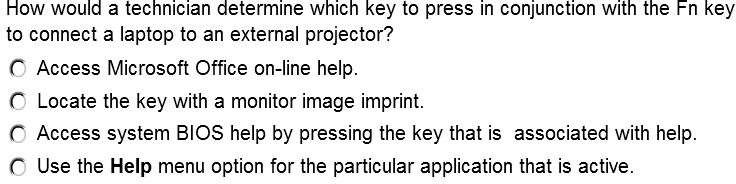 How would a technician determine which key to press in conjunction with the Fn key
to connect a laptop to an external projector?
Access Microsoft Office on-line help.
Locate the key with a monitor image imprint.
Access system BIOS help by pressing the key that is associated with help.
Use the Help menu option for the particular application that is active.